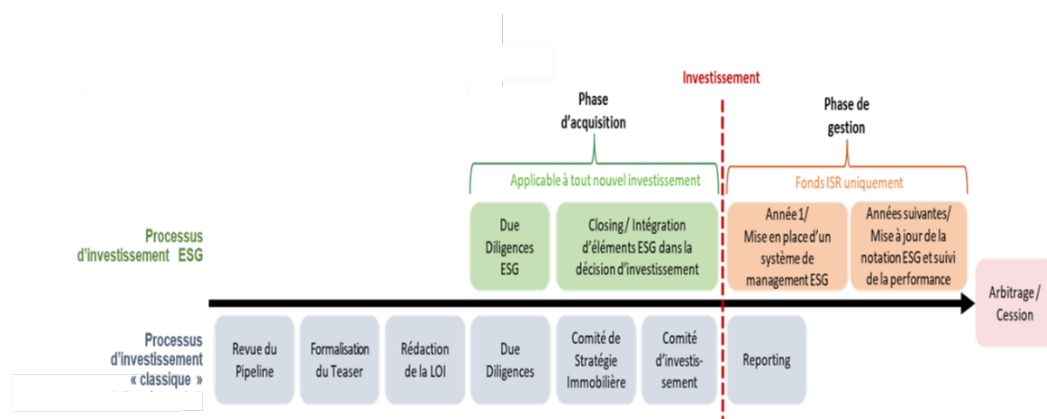 Investissement
Phase
d'acquisition
Phase de
gestion
Applicable à tout nouvel investissement
Fonds ISR uniquement
Processus
d'investissement ESG
Due
Diligences
ESG
Closing / Intégration
d'éléments ESG dans la
décision d'investissement
Année 1/
Mise en place d'un
système de
management ESG
Années suivantes/
Mise à jour de la
notation ESG et suivi
de la performance
Arbitrage /
Cession
Processus
d'investissement
« classique »
Revue du
Pipeline
Formalisation
du Teaser
Rédaction
de la LOI
Due
Diligences
Comité de
Stratégie
Immobilière
Comité
d'investis-
sement
Reporting